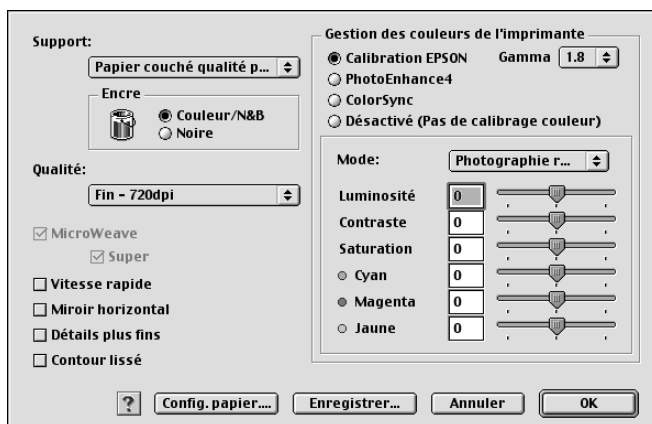 Support:
Papier couché qualité p...
Encre
Couleur/N&B
Noire
Qualité:
Fin - 720dpi
MicroWeave
Super
Vitesse rapide
Miroir horizontal
Détails plus fins
Contour lissé
Gestion des couleurs de l'imprimante
Calibration EPSON Gamma 1.8
PhotoEnhance4
ColorSync
Désactivé (Pas de calibrage couleur)
Mode: Photographie r...
Luminosité 0
Contraste 0
Saturation 0
Cyan 0
Magenta 0
Jaune 0
? Config. papier.... Enregistrer... Annuler OK